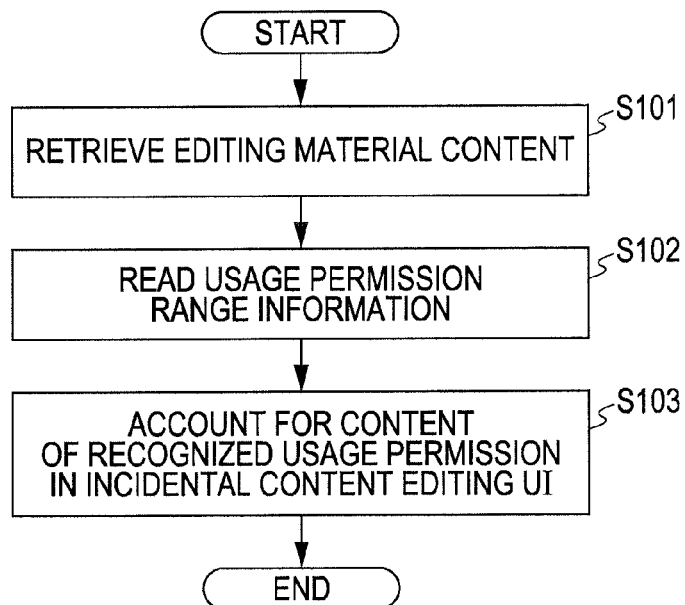 START
S101
RETRIEVE EDITING MATERIAL CONTENT
S102
READ USAGE PERMISSION
RANGE INFORMATION
S103
ACCOUNT FOR CONTENT
OF RECOGNIZED USAGE PERMISSION
IN INCIDENTAL CONTENT EDITING UI
END